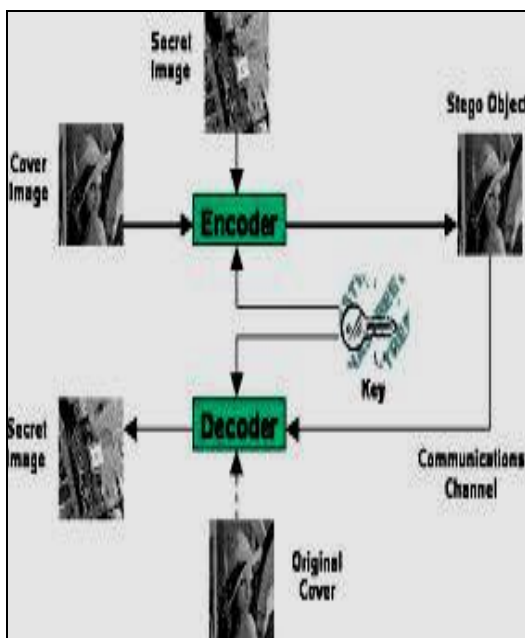 Secret
Image
Stego Object
Cover
Image
Encoder
Key
Decoder
Secret
Image
Communications
Channel
Original
Cover